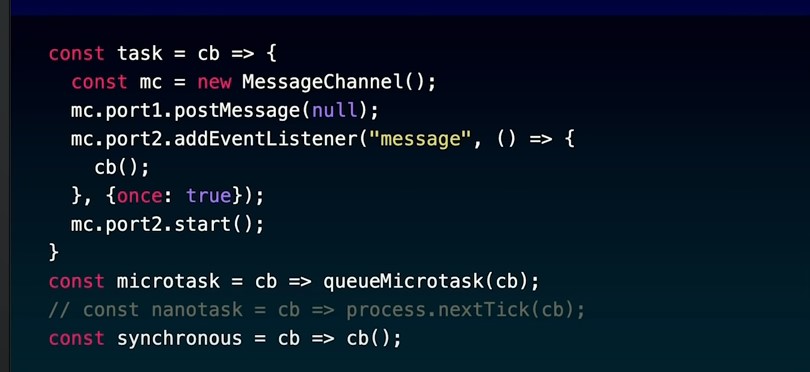 const task = cb => {
  const mc = new MessageChannel();
  mc.port1.postMessage(null);
  mc.port2.addEventListener("message", () => {
    cb();
  }, {once: true});
  mc.port2.start();
}
const microtask = cb => queueMicrotask(cb);
// const nanotask = cb => process.nextTick(cb);
const synchronous = cb => cb();